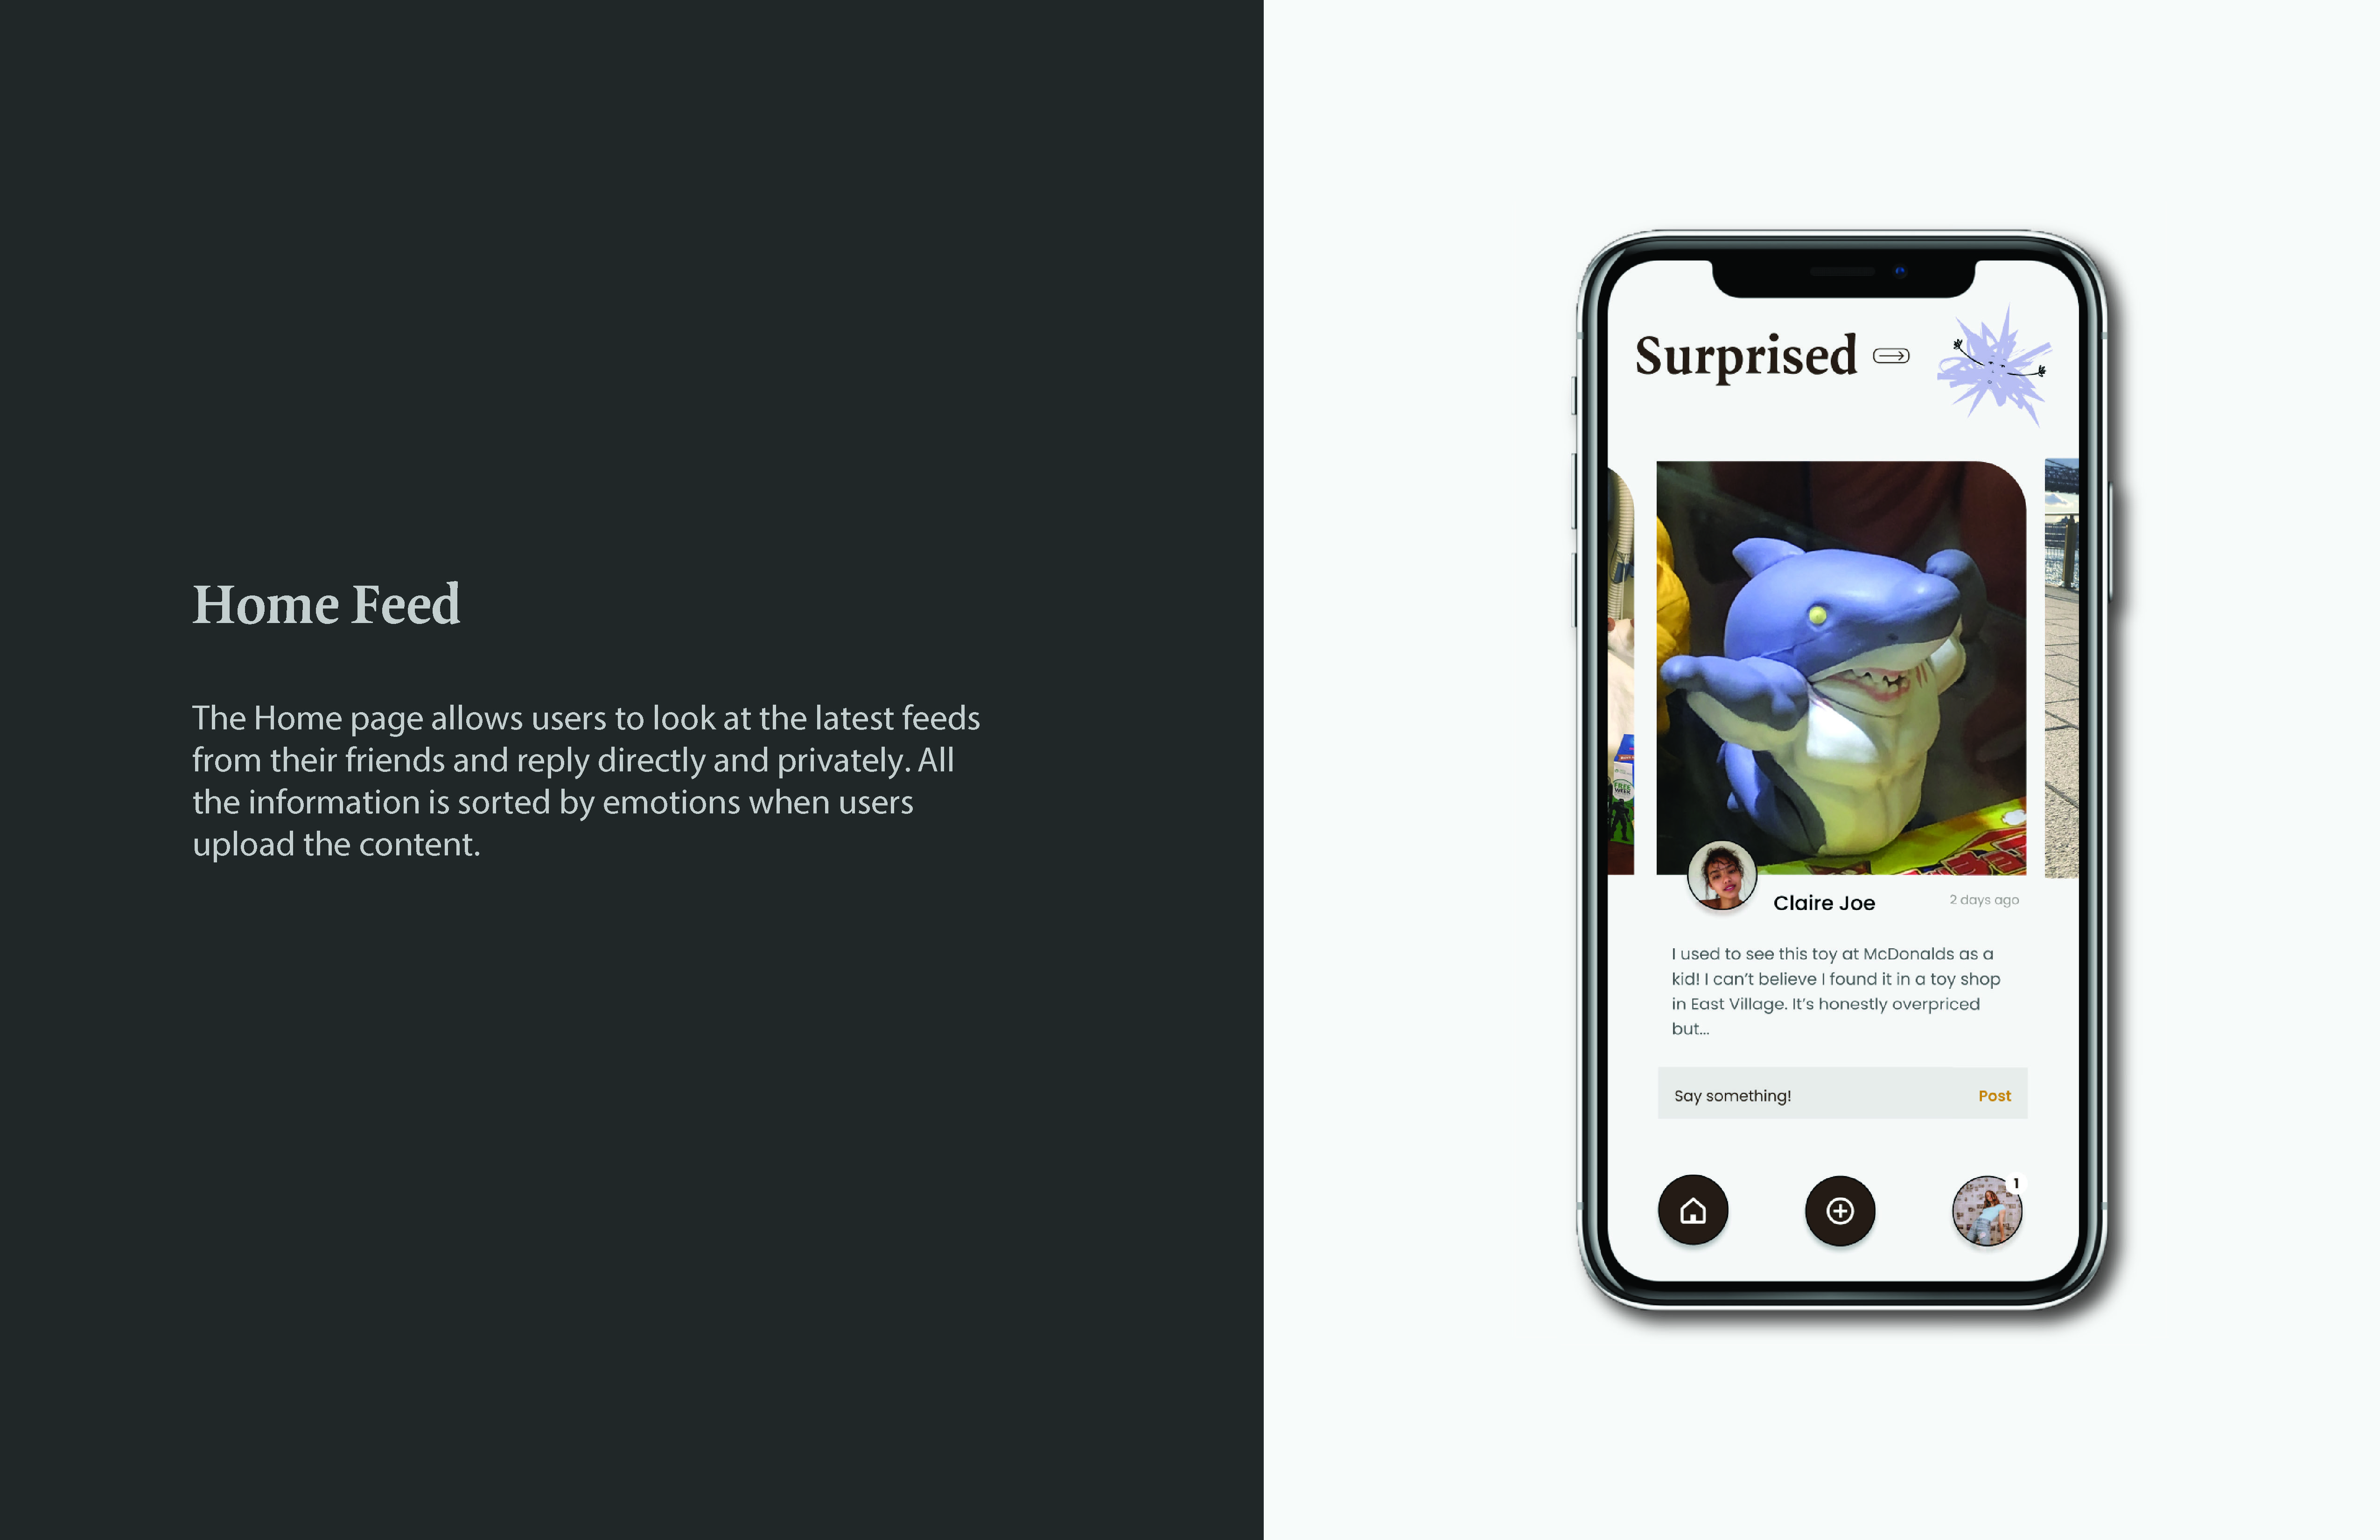 Home Feed
The Home page allows users to look at the latest feeds
from their friends and reply directly and privately. All
the information is sorted by emotions when users
upload the content.
Surprised
FREE
WEEK
Claire Joe
2 days ago
I used to see this toy at McDonalds as a
kid! I can't believe I found it in a toy shop
in East Village. It's honestly overpriced
but...
Say something!
Post
1